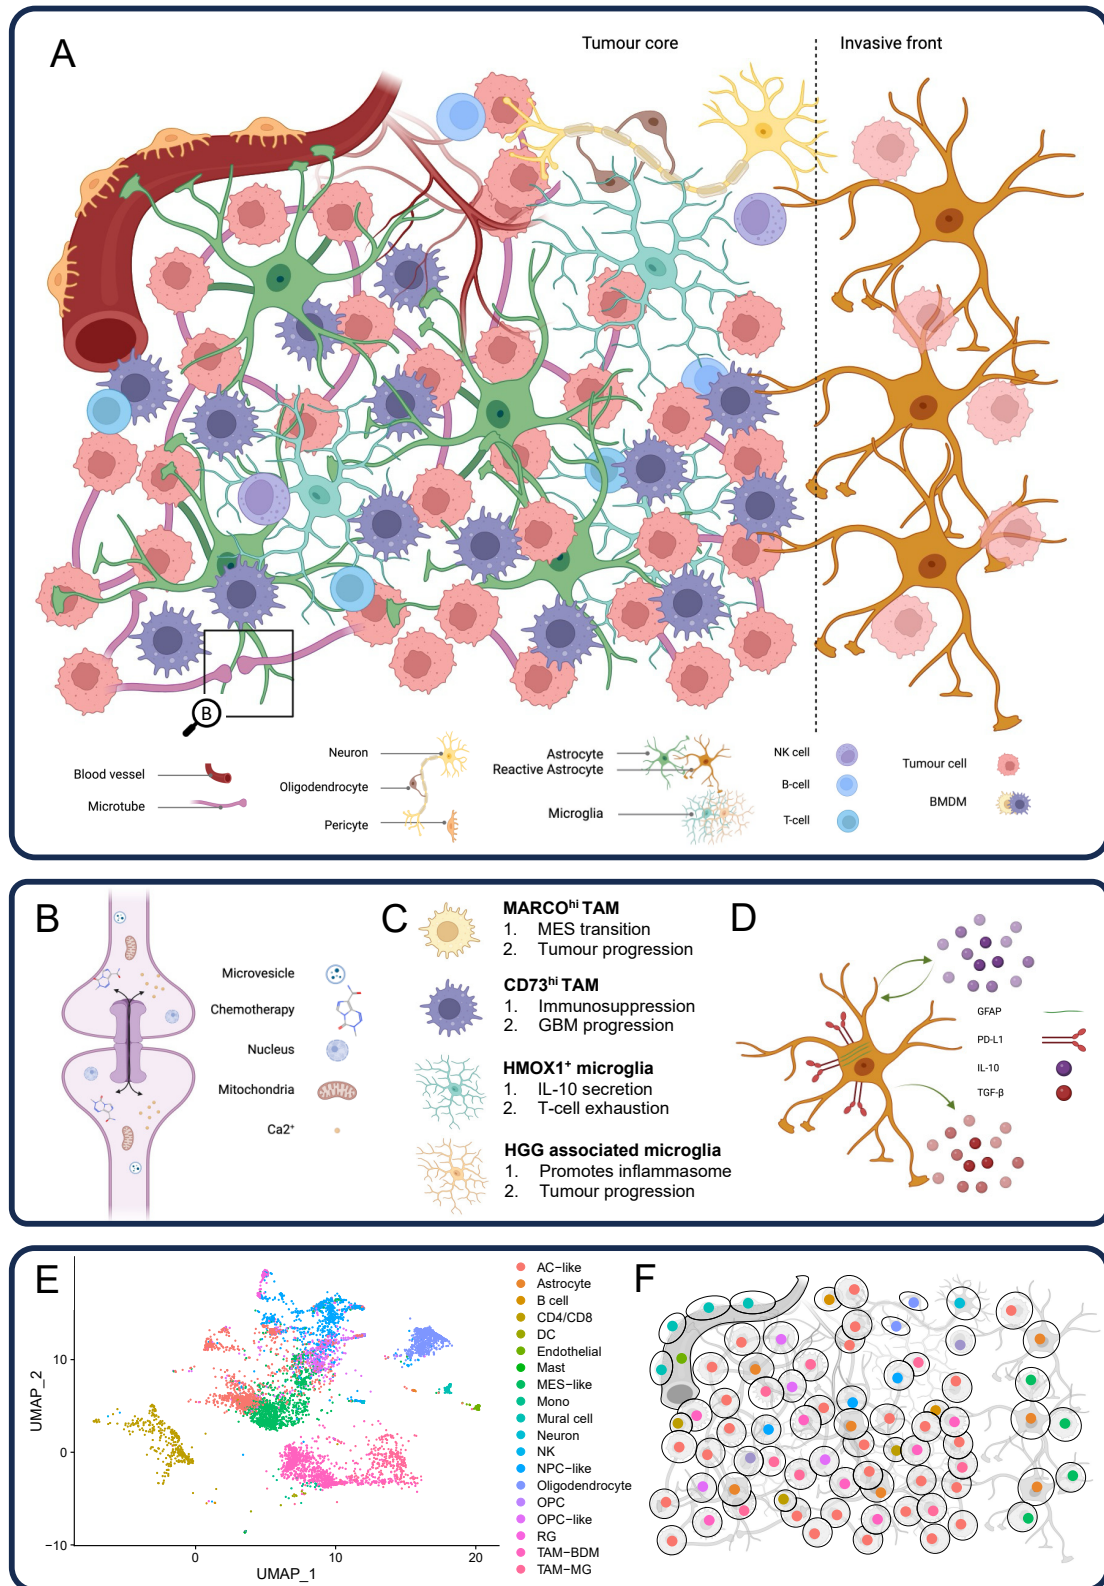 A
Tumour core
Invasive front
B
Blood vessel
Microtube
Neuron
Oligodendrocyte
Pericyte
Astrocyte
Reactive Astrocyte
Microglia
NK cell
B-cell
T-cell
Tumour cell
BMDM
B
Microvesicle
Chemotherapy
Nucleus
Mitochondria
Ca2⁺
C
MARCOʰⁱ TAM
1. MES transition
2. Tumour progression
CD73ʰⁱ TAM
1. Immunosuppression
2. GBM progression
HMOX1⁺ microglia
1. IL-10 secretion
2. T-cell exhaustion
HGG associated microglia
1. Promotes inflammasome
2. Tumour progression
D
GFAP
PD-L1
IL-10
TGF-β
E
UMAP_2
10
0
−10
0
10
20
UMAP_1
AC−like
Astrocyte
B cell
CD4/CD8
DC
Endothelial
Mast
MES−like
Mono
Mural cell
Neuron
NK
NPC−like
Oligodendrocyte
OPC
OPC−like
RG
TAM−BDM
TAM−MG
F